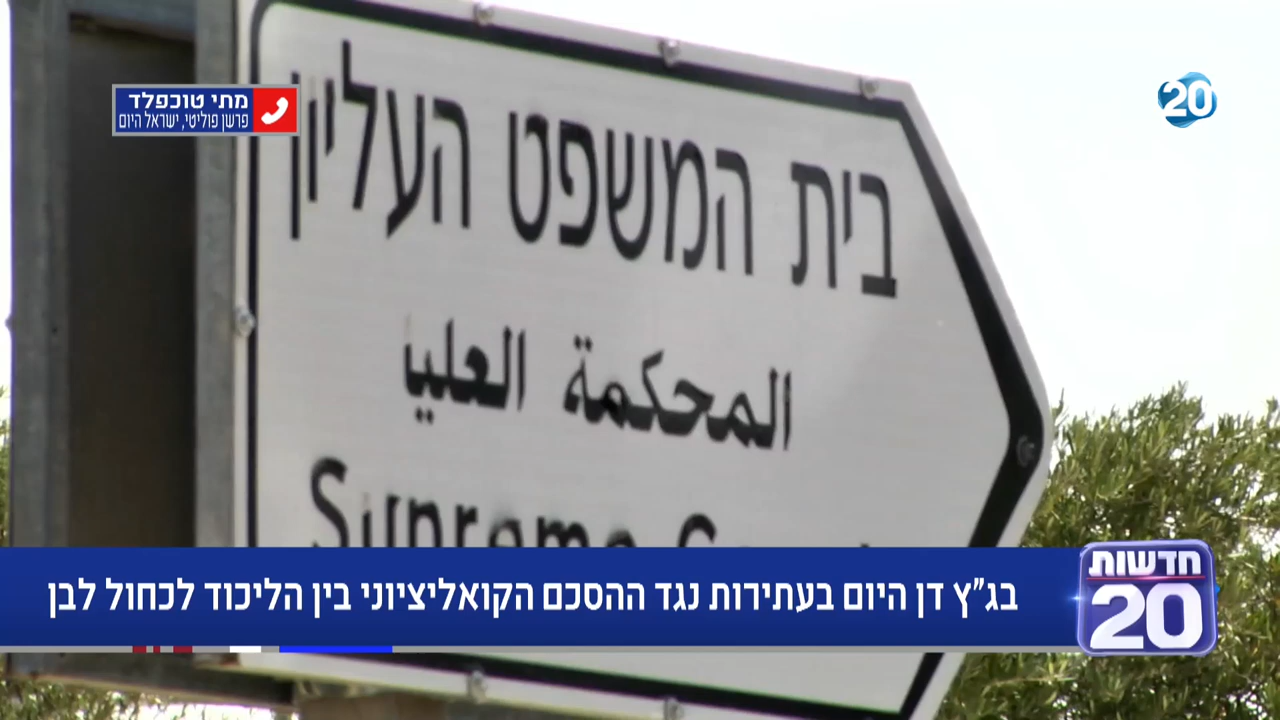 מתי טוכפלד
פרשן פוליטי, ישראל היום
20
בית המשפט העליון
المحكمة العليا
Supreme
בג"ץ דן היום בעתירות נגד ההסכם הקואליציוני בין הליכוד לכחול לבן
חדשות
20